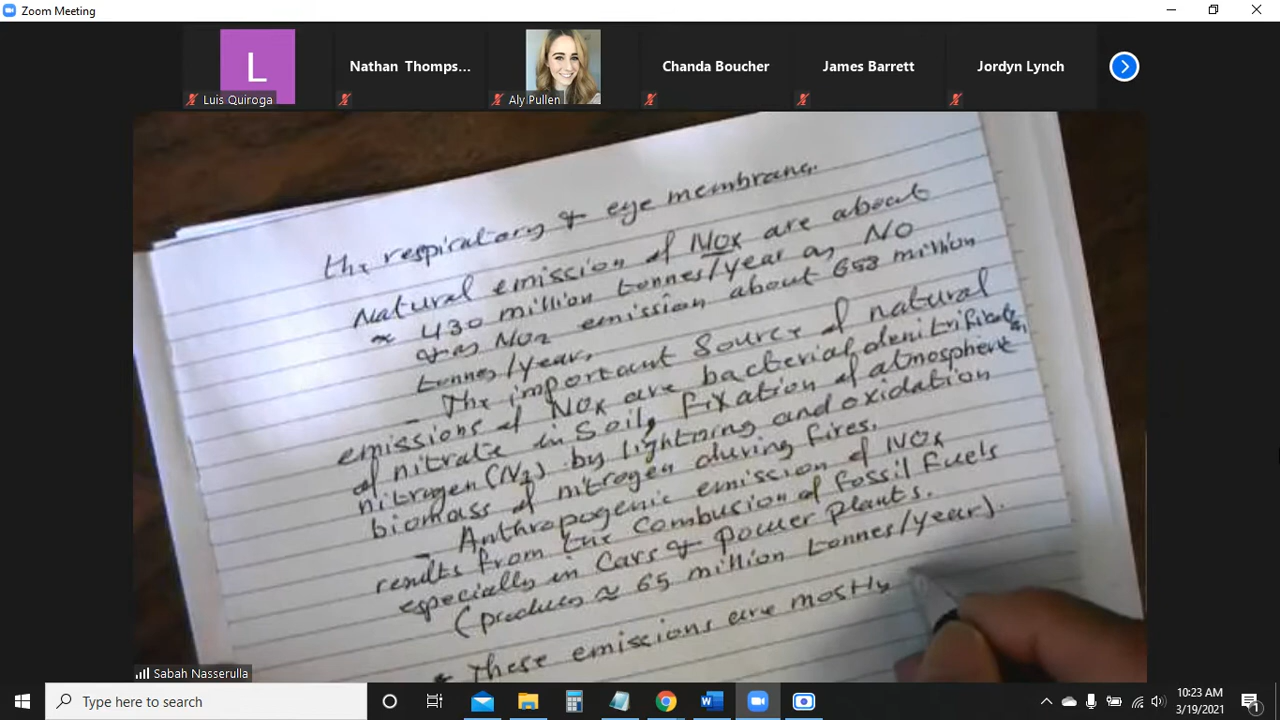 Zoom Meeting
L
Luis Quiroga
Nathan Thomps...
Aly Pullen
Chanda Boucher
James Barrett
Jordyn Lynch
the respiratory & eye membrane.
Natural emission of NOx are about
≈ 430 million tonnes/year as NO
& as NO2 emission about 658 million
tonnes/year.
- The important Source of natural
emissions of NOx are bacterial denitrification
of nitrate in Soil, fixation of atmospheric
nitrogen (N2) by lightning and oxidation
biomass of nitrogen during fires.
- Anthropogenic emission of NOx
results from the Combusion of fossil fuels
especially in Cars & power plants.
(produces ≈ 65 million tonnes/year).
* These emissions are mostly
Sabah Nasserulla
Type here to search
10:23 AM
3/19/2021